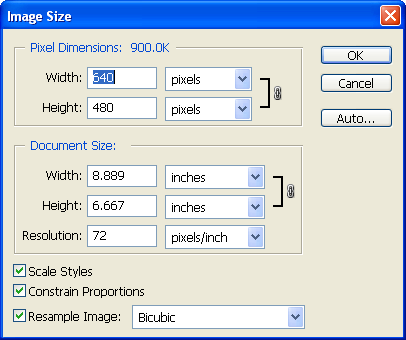 Image Size
Pixel Dimensions: 900.0K
OK
Width: 640 pixels
Cancel
Height: 480 pixels
Auto...
Document Size:
Width: 8.889 inches
Height: 6.667 inches
Resolution: 72 pixels/inch
Scale Styles
Constrain Proportions
Resample Image: Bicubic